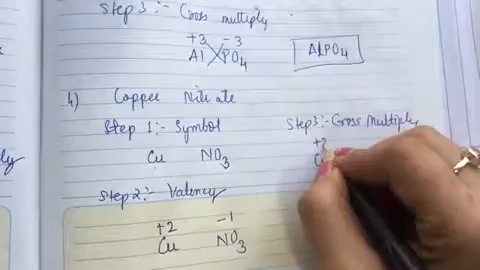 Step 3:- Cross multiply
+3 -3
Al PO4
AlPO4
4) Copper Nitrate
Step 1:- Symbol
Cu NO3
Step 2:- Valency
+2 -1
Cu NO3
Step 3:- Cross Multiply
+2